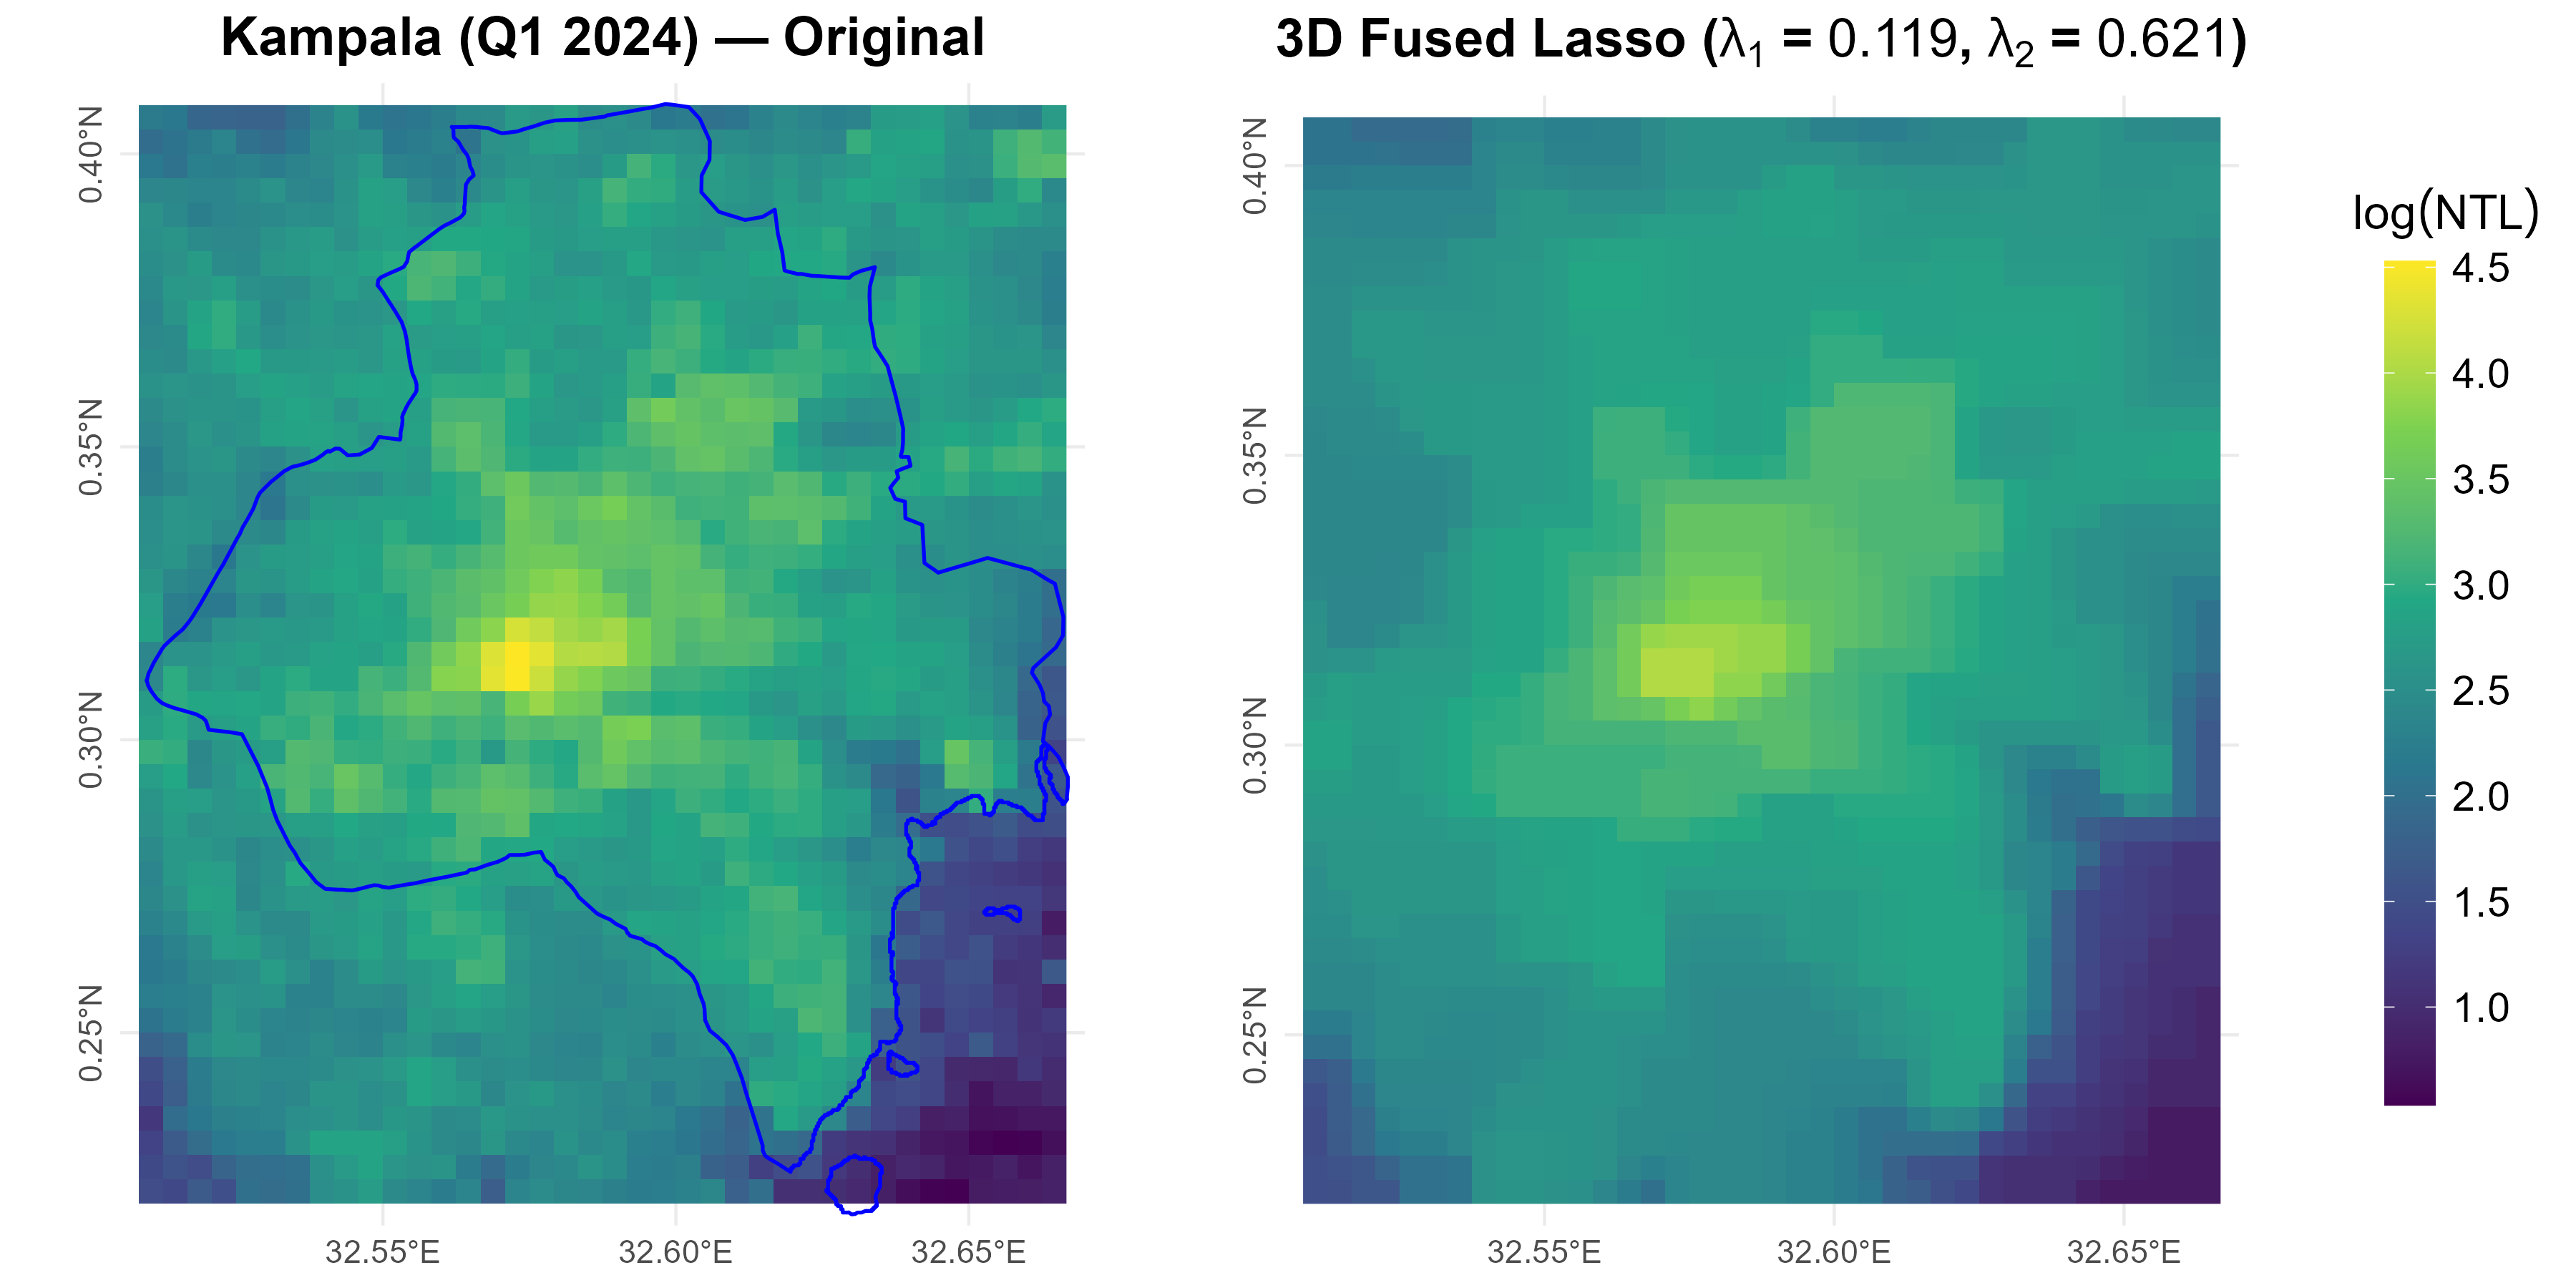 Kampala (Q1 2024) — Original
0.40°N
0.35°N
0.30°N
0.25°N
32.55°E 32.60°E 32.65°E
3D Fused Lasso (λ₁ = 0.119, λ₂ = 0.621)
0.40°N
0.35°N
0.30°N
0.25°N
32.55°E 32.60°E 32.65°E
log(NTL)
4.5
4.0
3.5
3.0
2.5
2.0
1.5
1.0